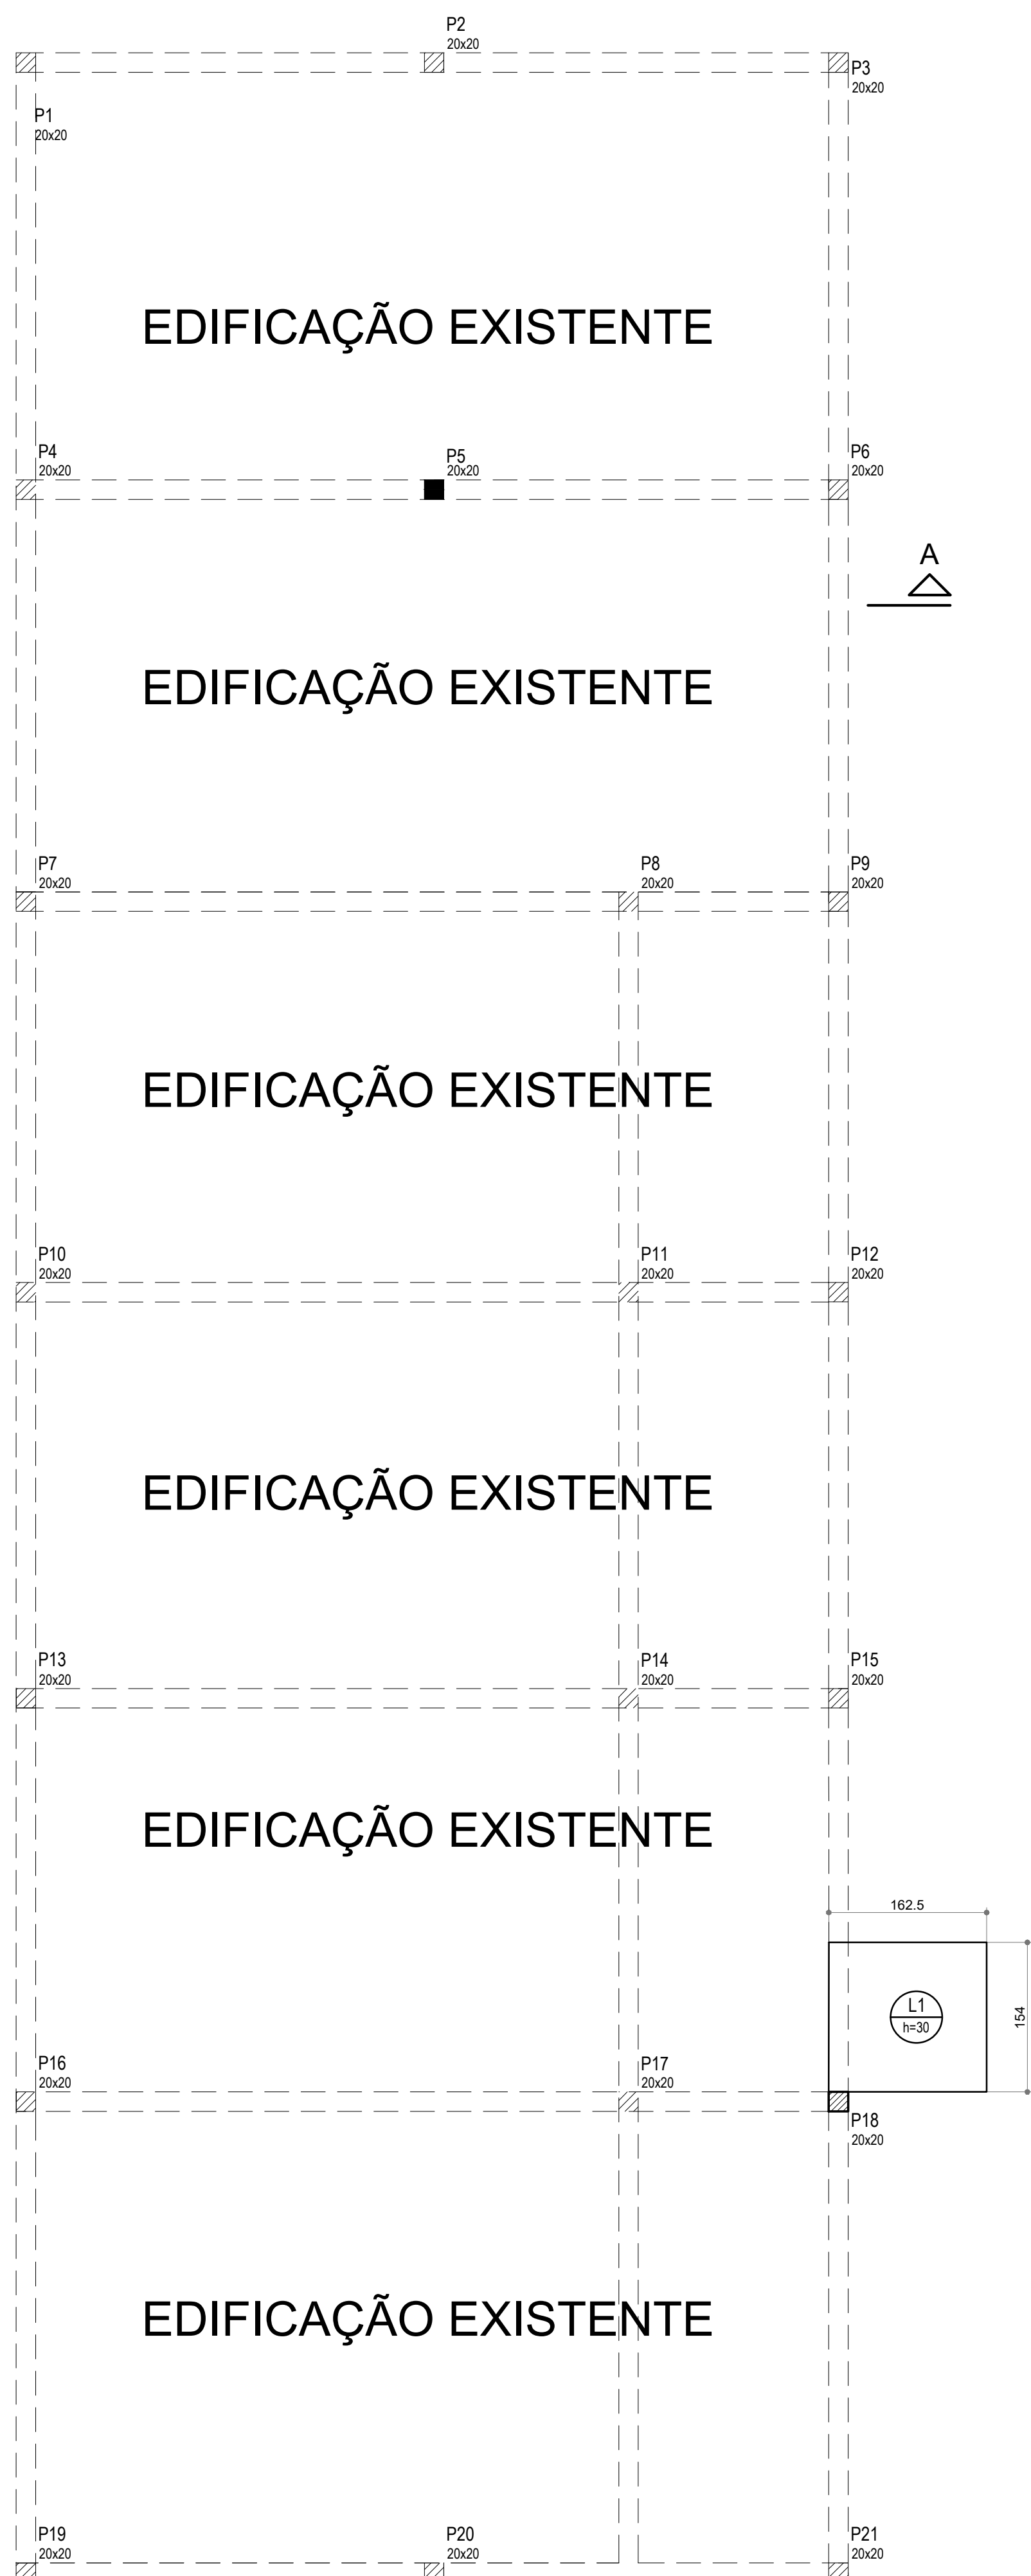 P2
20x20
P3
20x20
P1
20x20
EDIFICAÇÃO EXISTENTE
P4
20x20
P5
20x20
P6
20x20
A
EDIFICAÇÃO EXISTENTE
P7
20x20
P8
20x20
P9
20x20
EDIFICAÇÃO EXISTENTE
P10
20x20
P11
20x20
P12
20x20
EDIFICAÇÃO EXISTENTE
P13
20x20
P14
20x20
P15
20x20
EDIFICAÇÃO EXISTENTE
162.5
L1
h=30
154
P16
20x20
P17
20x20
P18
20x20
EDIFICAÇÃO EXISTENTE
P19
20x20
P20
20x20
P21
20x20